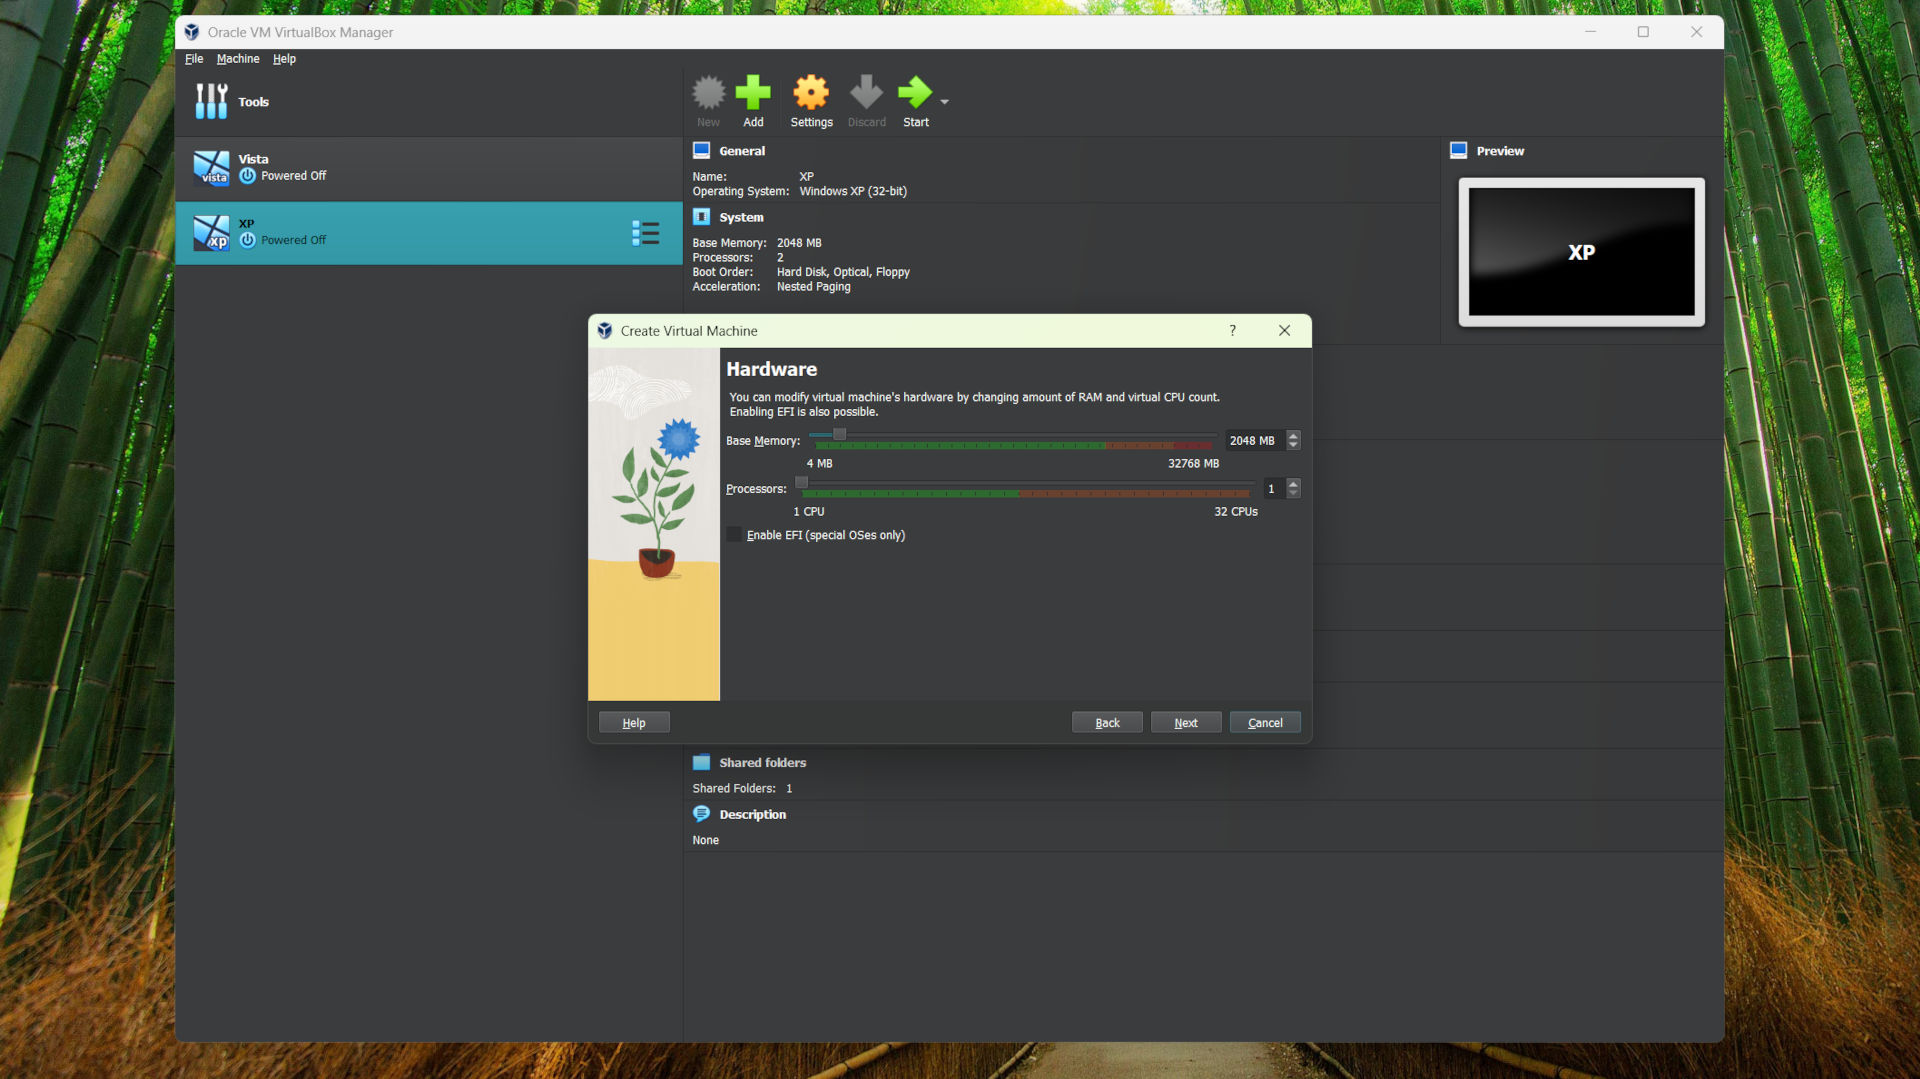 Oracle VM VirtualBox Manager
File Machine Help
Tools
New Add Settings Discard Start
Vista
vista
Powered Off
XP
xp
Powered Off
General
Name: XP
Operating System: Windows XP (32-bit)
System
Base Memory: 2048 MB
Processors: 2
Boot Order: Hard Disk, Optical, Floppy
Acceleration: Nested Paging
Preview
XP
Create Virtual Machine
?
Hardware
You can modify virtual machine's hardware by changing amount of RAM and virtual CPU count.
Enabling EFI is also possible.
Base Memory: 2048 MB
4 MB 32768 MB
Processors: 1
1 CPU 32 CPUs
Enable EFI (special OSes only)
Help Back Next Cancel
Shared folders
Shared Folders: 1
Description
None